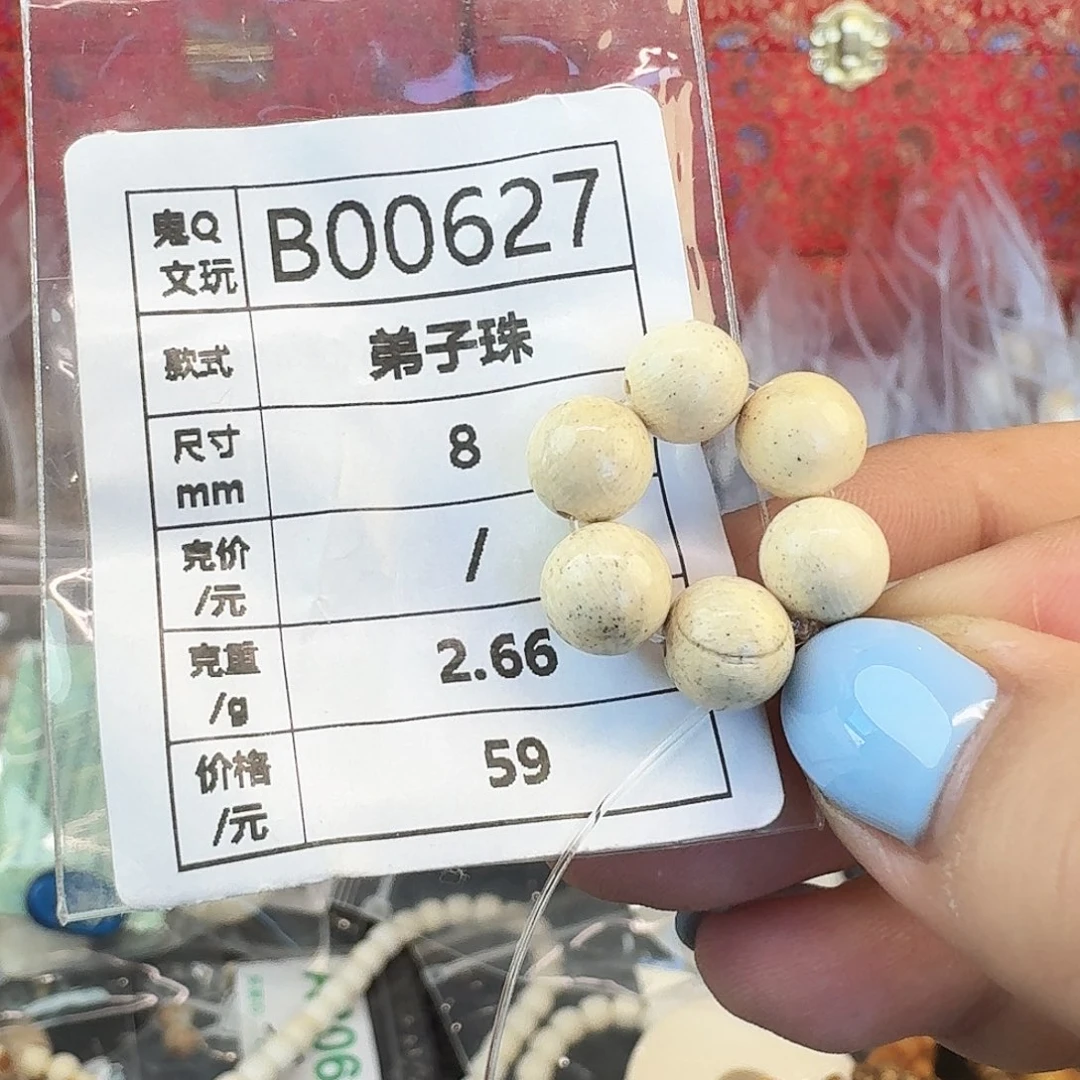 鬼Q
文玩
B00627
款式
弟子珠
尺寸
mm
8
克价
/元
/
克重
/g
2.66
价格
/元
59